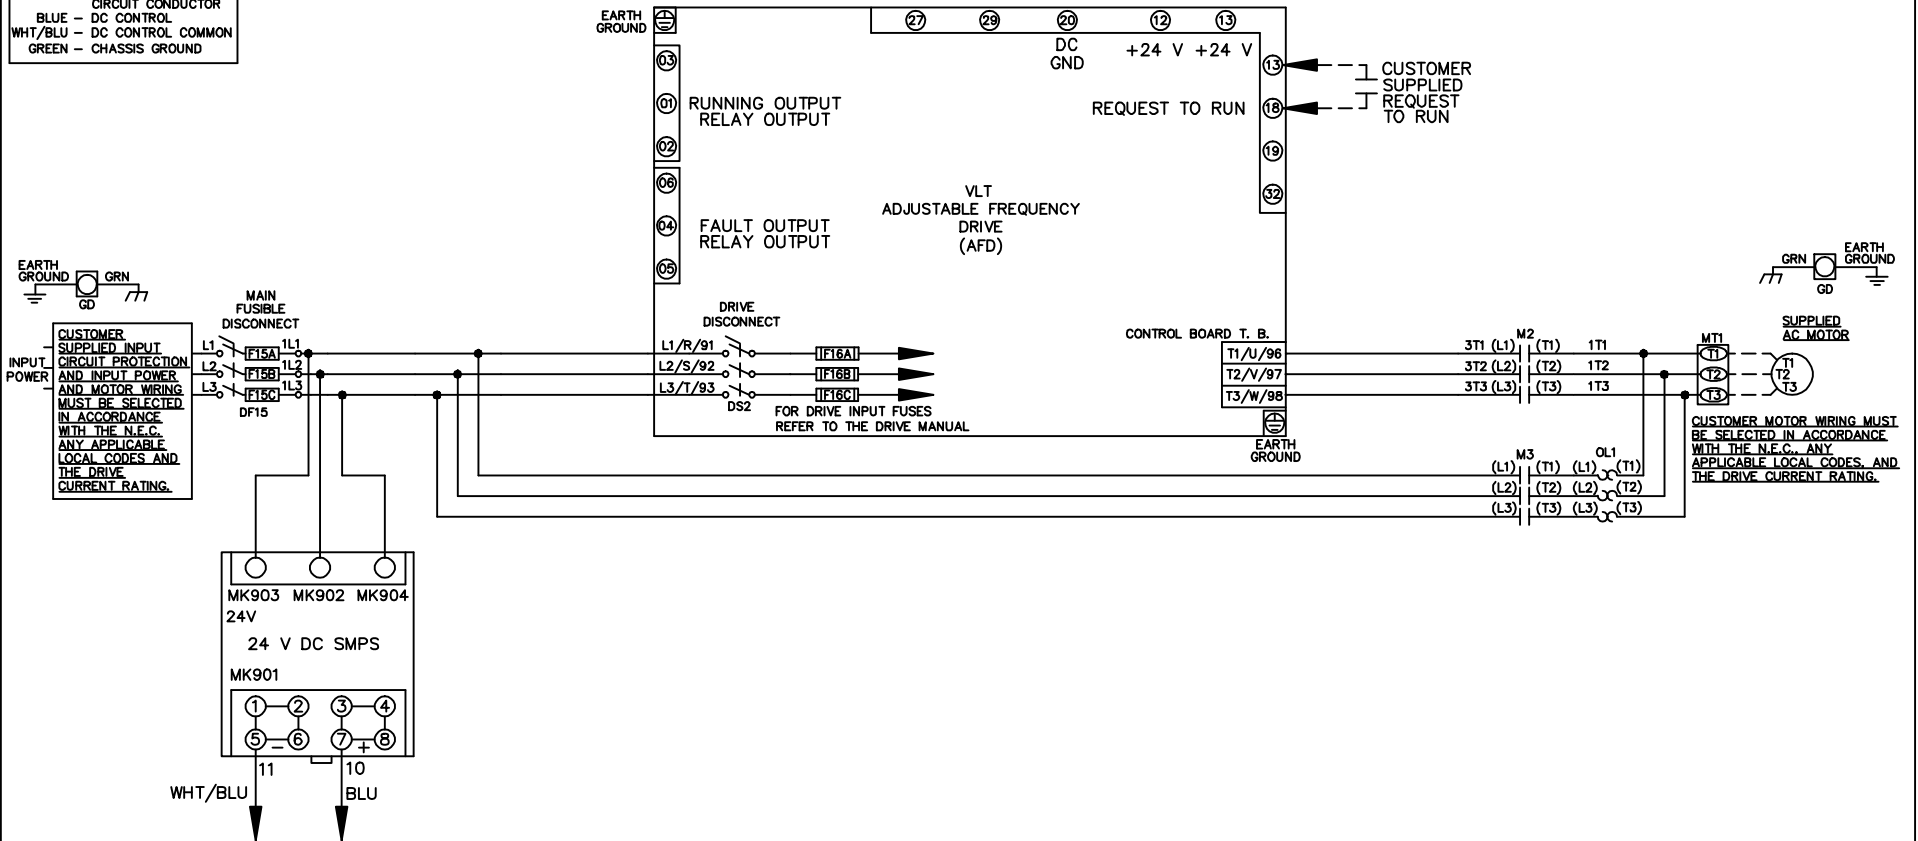 CIRCUIT CONDUCTOR
BLUE – DC CONTROL
WHT/BLU – DC CONTROL COMMON
GREEN – CHASSIS GROUND
EARTH
GROUND
27
29
20
12
13
DC
GND
+24 V
+24 V
03
01
02
RUNNING OUTPUT
RELAY OUTPUT
06
04
05
FAULT OUTPUT
RELAY OUTPUT
REQUEST TO RUN
13
18
19
32
CUSTOMER
SUPPLIED
REQUEST
TO RUN
VLT
ADJUSTABLE FREQUENCY
DRIVE
(AFD)
EARTH
GROUND
GRN
GD
MAIN
FUSIBLE
DISCONNECT
INPUT
POWER
CUSTOMER
SUPPLIED INPUT
CIRCUIT PROTECTION
AND INPUT POWER
AND MOTOR WIRING
MUST BE SELECTED
IN ACCORDANCE
WITH THE N.E.C.
ANY APPLICABLE
LOCAL CODES AND
THE DRIVE
CURRENT RATING.
L1 F15A 1L1
L2 F15B 1L2
L3 F15C 1L3
DF15
DRIVE
DISCONNECT
L1/R/91
L2/S/92
L3/T/93
DS2
F16A
F16B
F16C
FOR DRIVE INPUT FUSES
REFER TO THE DRIVE MANUAL
CONTROL BOARD T. B.
T1/U/96
T2/V/97
T3/W/98
EARTH
GROUND
M2
3T1 (L1) (T1) 1T1
3T2 (L2) (T2) 1T2
3T3 (L3) (T3) 1T3
M3
OL1
(L1) (T1) (L1) (T1)
(L2) (T2) (L2) (T2)
(L3) (T3) (L3) (T3)
GRN
EARTH
GROUND
GD
SUPPLIED
AC MOTOR
MT1
T1
T2
T3
T1
T2
T3
CUSTOMER MOTOR WIRING MUST
BE SELECTED IN ACCORDANCE
WITH THE N.E.C., ANY
APPLICABLE LOCAL CODES, AND
THE DRIVE CURRENT RATING.
MK903 MK902 MK904
24V
24 V DC SMPS
MK901
1 2 3 4
5 – 6 7 + 8
11
10
WHT/BLU
BLU